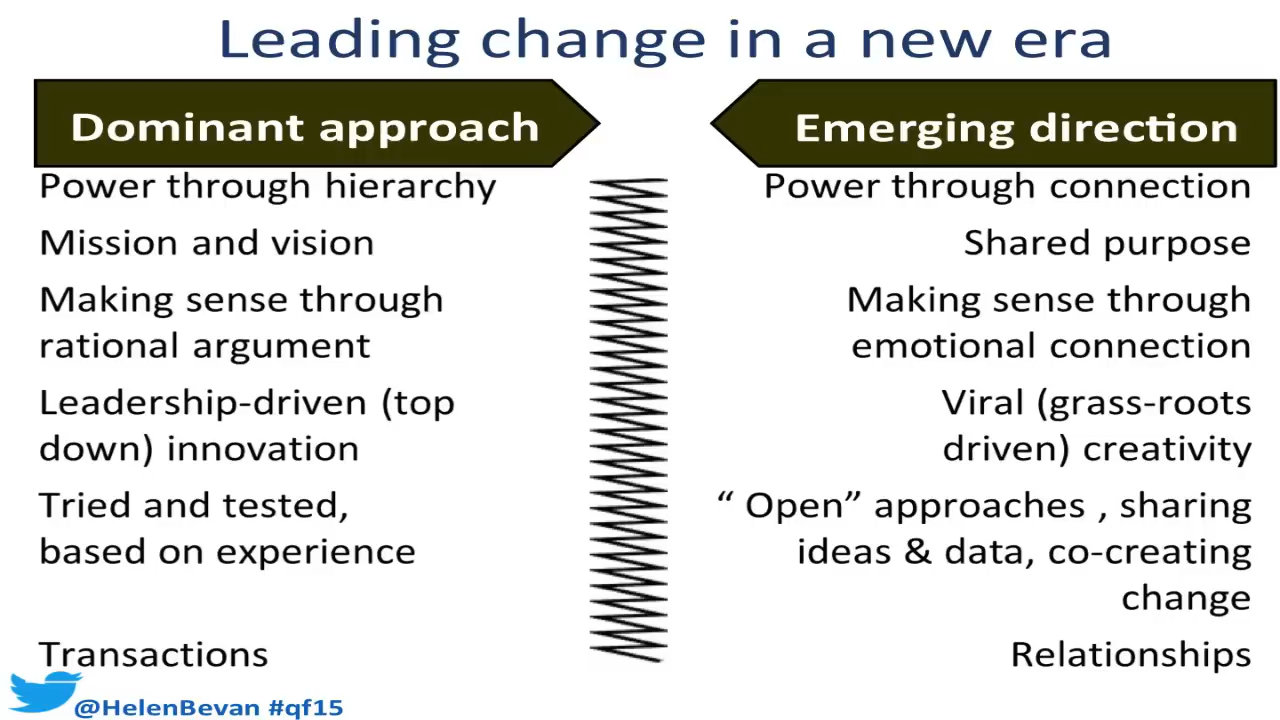 Leading change in a new era
Dominant approach
Emerging direction
Power through hierarchy
Mission and vision
Making sense through
rational argument
Leadership-driven (top
down) innovation
Tried and tested,
based on experience
Transactions
Power through connection
Shared purpose
Making sense through
emotional connection
Viral (grass-roots
driven) creativity
“ Open” approaches , sharing
ideas & data, co-creating
change
Relationships
@HelenBevan #qf15